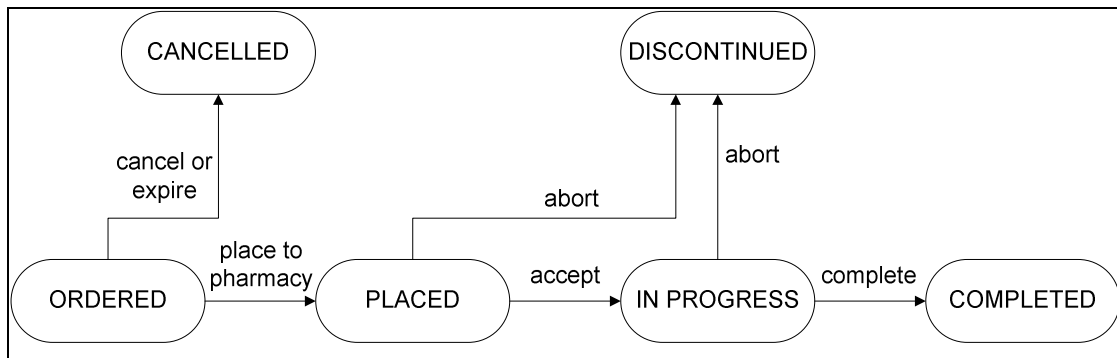 CANCELLED
DISCONTINUED
cancel or
expire
abort
abort
place to
pharmacy
accept
complete
ORDERED
PLACED
IN PROGRESS
COMPLETED